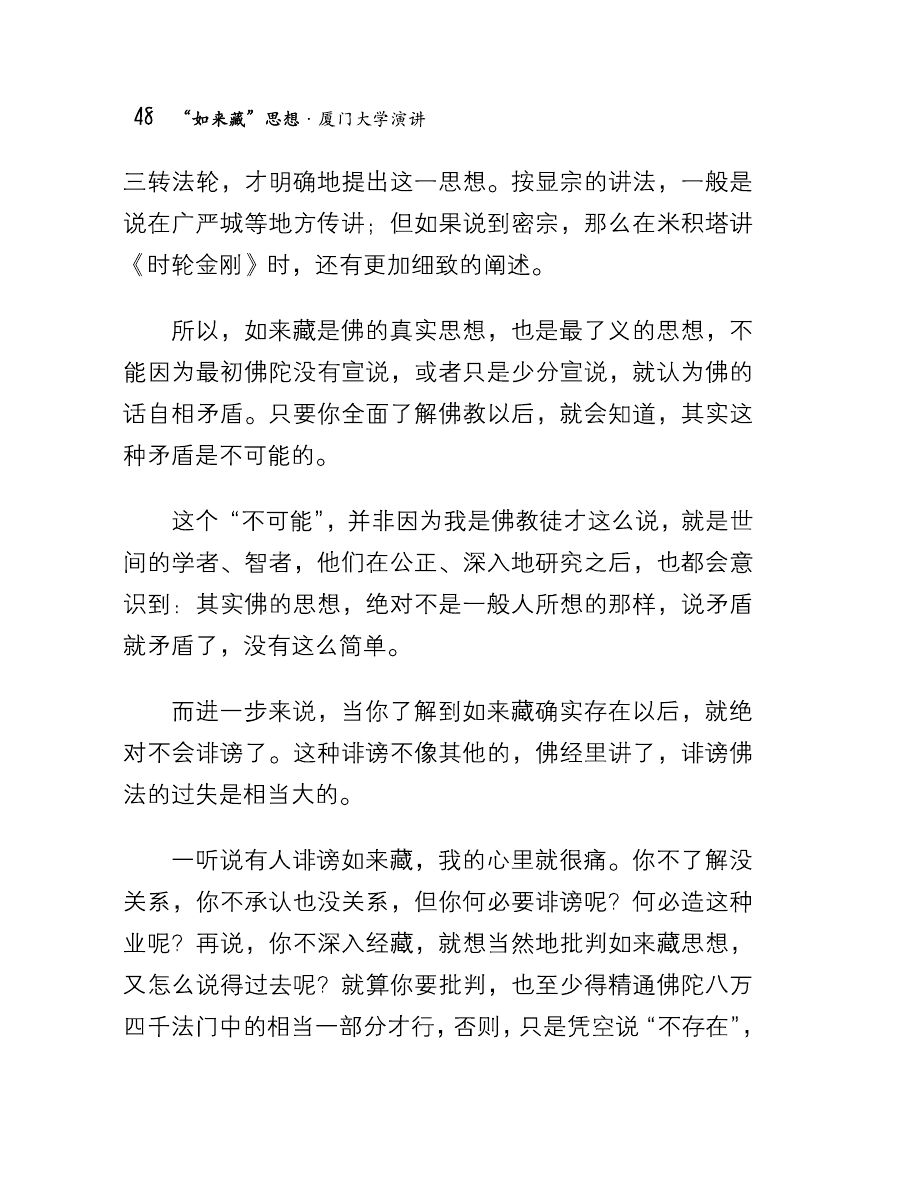 48 “如来藏”思想·厦门大学演讲
三转法轮，才明确地提出这一思想。按显宗的讲法，一般是
说在广严城等地方传讲；但如果说到密宗，那么在米积塔讲
《时轮金刚》时，还有更加细致的阐述。
所以，如来藏是佛的真实思想，也是最了义的思想，不
能因为最初佛陀没有宣说，或者只是少分宣说，就认为佛的
话自相矛盾。只要你全面了解佛教以后，就会知道，其实这
种矛盾是不可能的。
这个“不可能”，并非因为我是佛教徒才这么说，就是世
间的学者、智者，他们在公正、深入地研究之后，也都会意
识到：其实佛的思想，绝对不是一般人所想的那样，说矛盾
就矛盾了，没有这么简单。
而进一步来说，当你了解到如来藏确实存在以后，就绝
对不会诽谤了。这种诽谤不像其他的，佛经里讲了，诽谤佛
法的过失是相当大的。
一听说有人诽谤如来藏，我的心里就很痛。你不了解没
关系，你不承认也没关系，但你何必要诽谤呢？何必造这种
业呢？再说，你不深入经藏，就想当然地批判如来藏思想，
又怎么说得过去呢？就算你要批判，也至少得精通佛陀八万
四千法门中的相当一部分才行，否则，只是凭空说“不存在”，